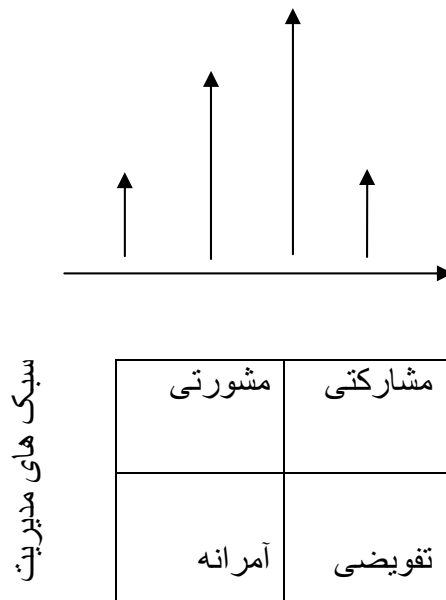 سبک های مدیریت
مشارکتی
مشورتی
تفویضی
آمرانه